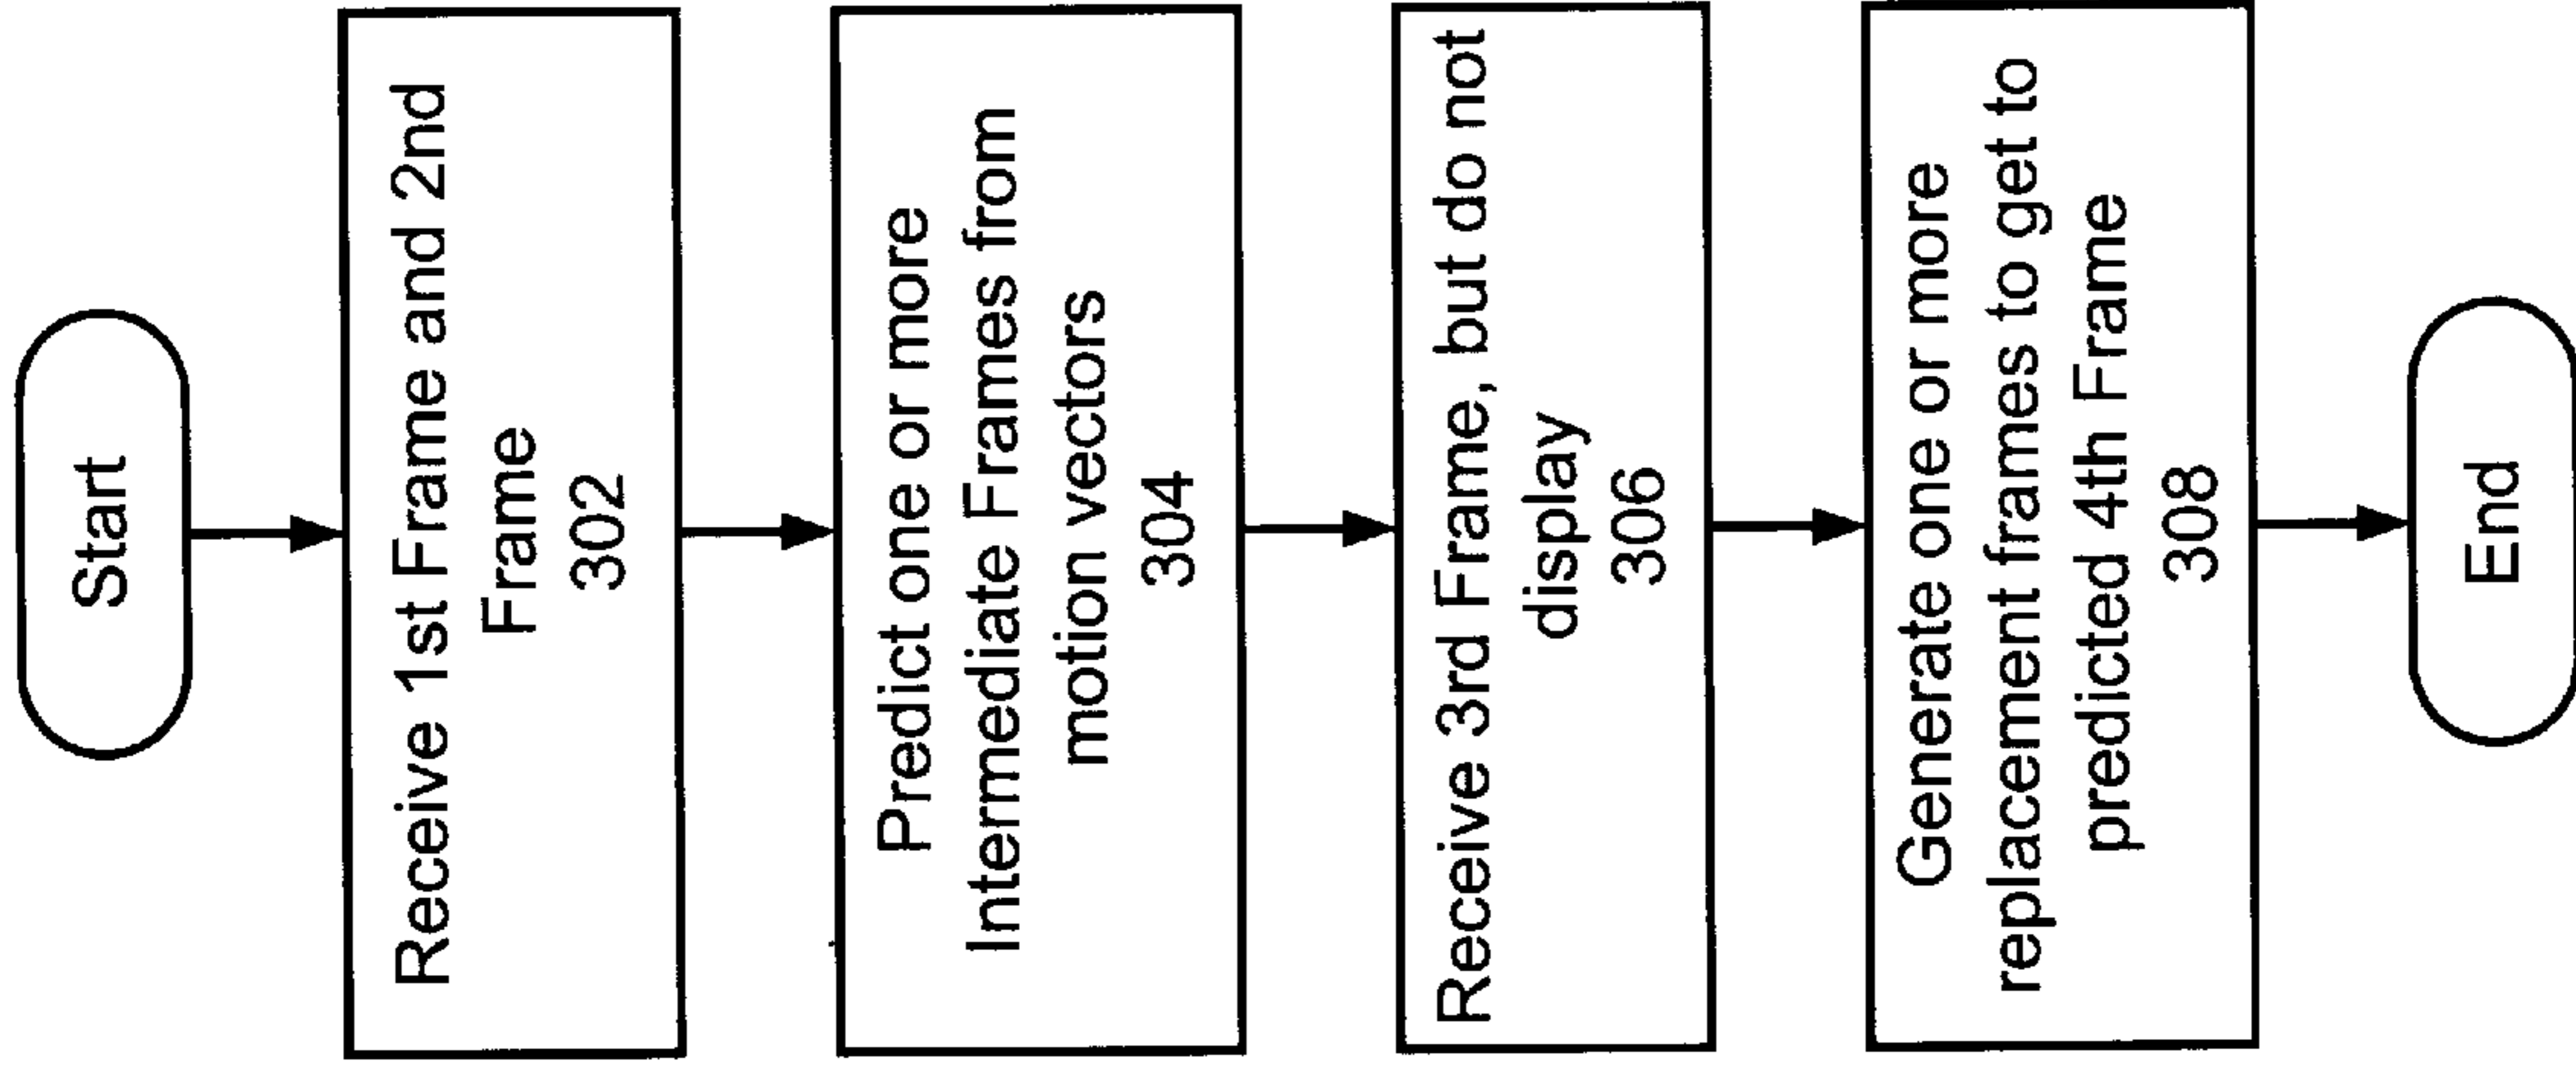 Start
Receive 1st Frame and 2nd
Frame
302
Predict one or more
Intermediate Frames from
motion vectors
304
Receive 3rd Frame, but do not
display
306
Generate one or more
replacement frames to get to
predicted 4th Frame
308
End